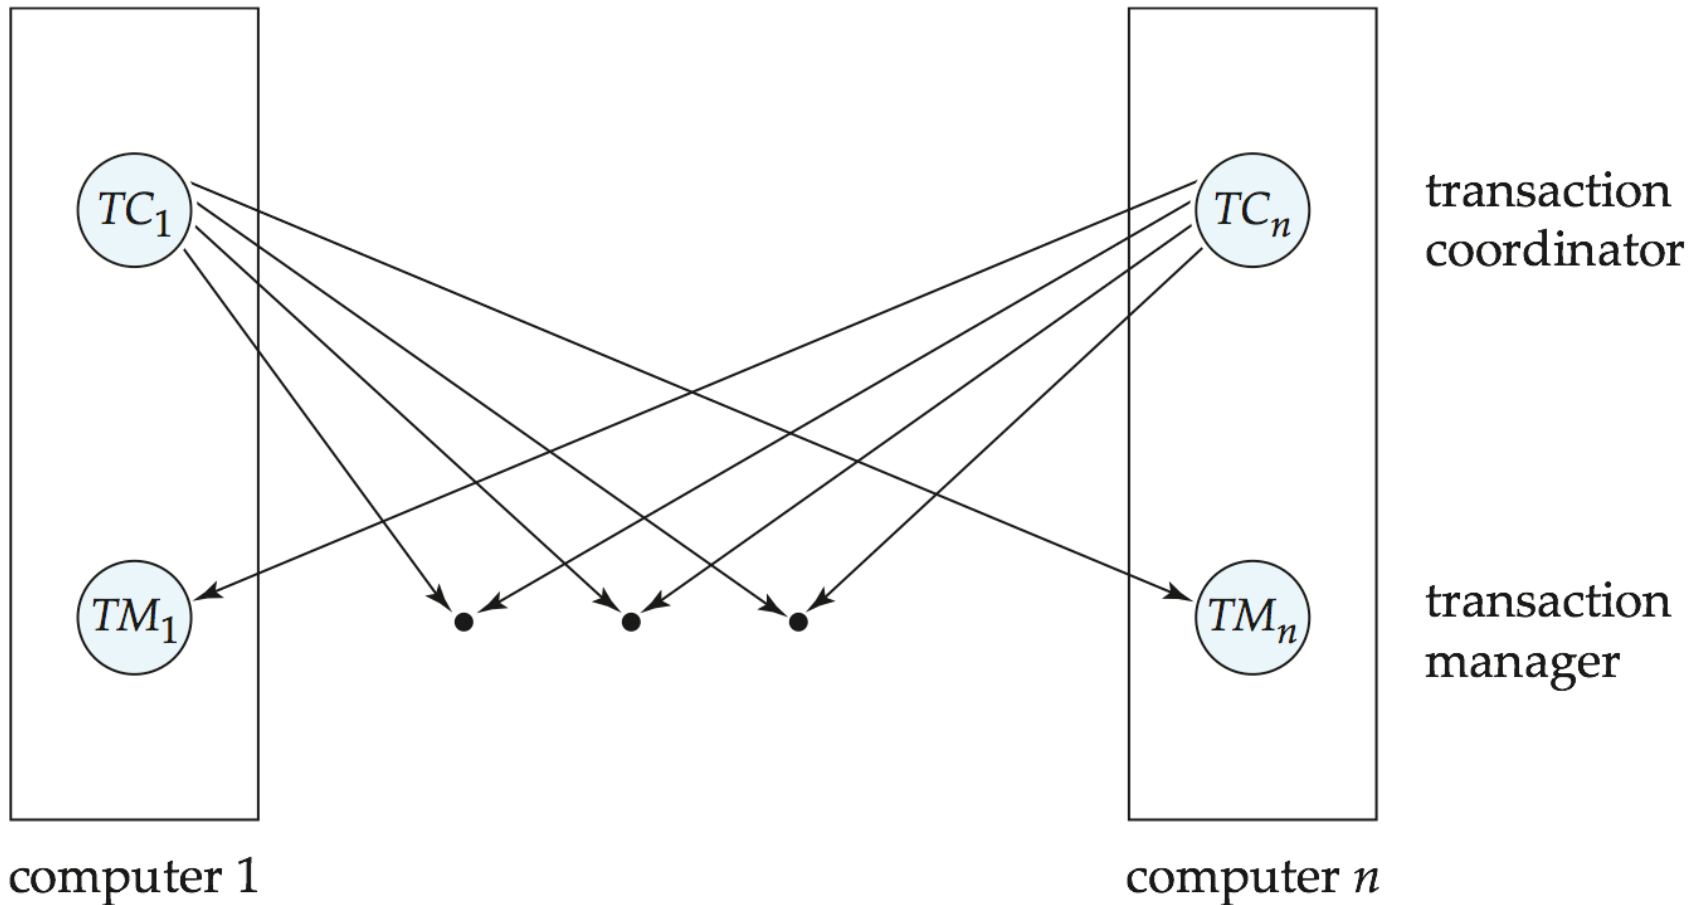 TC1
TCn
transaction
coordinator
TM1
TMn
transaction
manager
computer 1
computer n